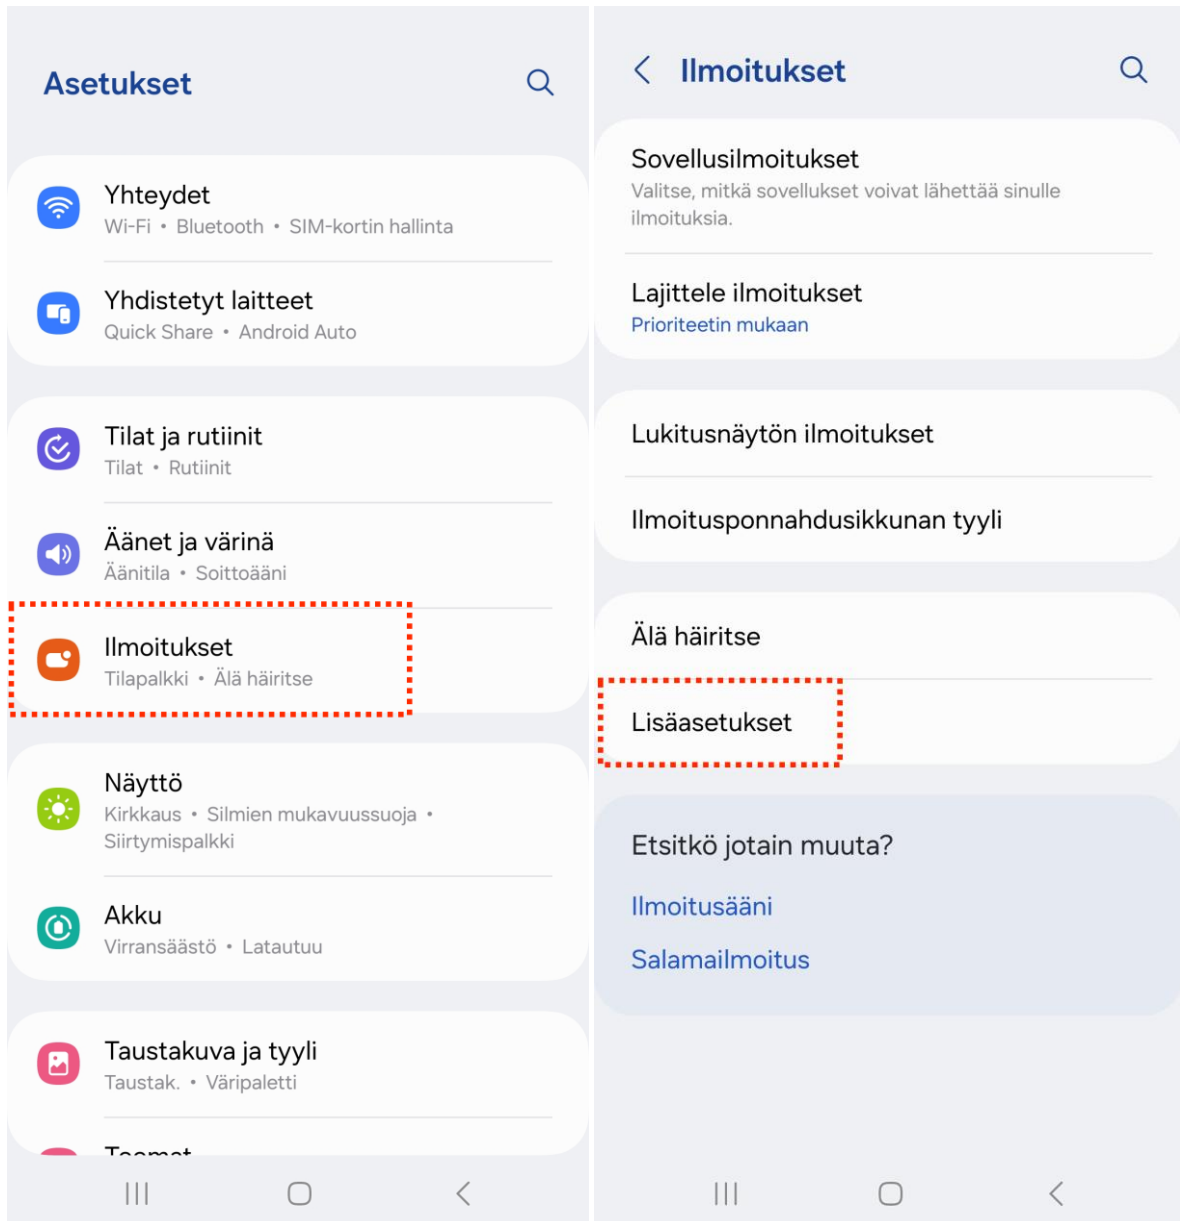 Asetukset
Yhteydet
Wi-Fi • Bluetooth • SIM-kortin hallinta
Yhdistetyt laitteet
Quick Share • Android Auto
Tilat ja rutiinit
Tilat • Rutiinit
Äänet ja värinä
Äänitila • Soittoääni
Ilmoitukset
Tilapalkki • Älä häiritse
Näyttö
Kirkkaus • Silmien mukavuussuoja •
Siirtymispalkki
Akku
Virransäästö • Latautuu
Taustakuva ja tyyli
Taustak. • Väripaletti
Ilmoitukset
Sovellusilmoitukset
Valitse, mitkä sovellukset voivat lähettää sinulle
ilmoituksia.
Lajittele ilmoitukset
Prioriteetin mukaan
Lukitusnäytön ilmoitukset
Ilmoitusponnahdusikkunan tyyli
Älä häiritse
Lisäasetukset
Etsitkö jotain muuta?
Ilmoitusääni
Salamailmoitus